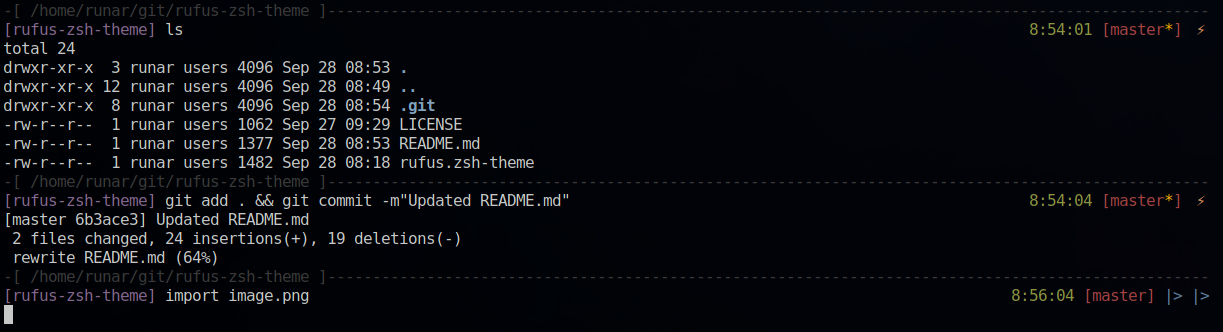 -[ /home/runar/git/rufus-zsh-theme ]--------------------------------------------------------------------------------------------------
[rufus-zsh-theme] ls 8:54:01 [master*] ⚡
total 24
drwxr-xr-x  3 runar users 4096 Sep 28 08:53 .
drwxr-xr-x 12 runar users 4096 Sep 28 08:49 ..
drwxr-xr-x  8 runar users 4096 Sep 28 08:54 .git
-rw-r--r--  1 runar users 1062 Sep 27 09:29 LICENSE
-rw-r--r--  1 runar users 1377 Sep 28 08:53 README.md
-rw-r--r--  1 runar users 1482 Sep 28 08:18 rufus.zsh-theme
-[ /home/runar/git/rufus-zsh-theme ]--------------------------------------------------------------------------------------------------
[rufus-zsh-theme] git add . && git commit -m"Updated README.md" 8:54:04 [master*] ⚡
[master 6b3ace3] Updated README.md
 2 files changed, 24 insertions(+), 19 deletions(-)
 rewrite README.md (64%)
-[ /home/runar/git/rufus-zsh-theme ]--------------------------------------------------------------------------------------------------
[rufus-zsh-theme] import image.png 8:56:04 [master] |> |>